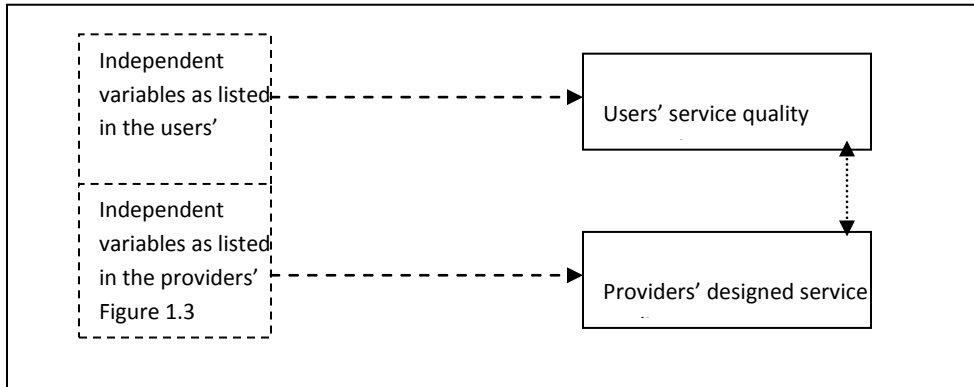 Independent
variables as listed
in the users’
Users’ service quality
Independent
variables as listed
in the providers’
Figure 1.3
Providers’ designed service